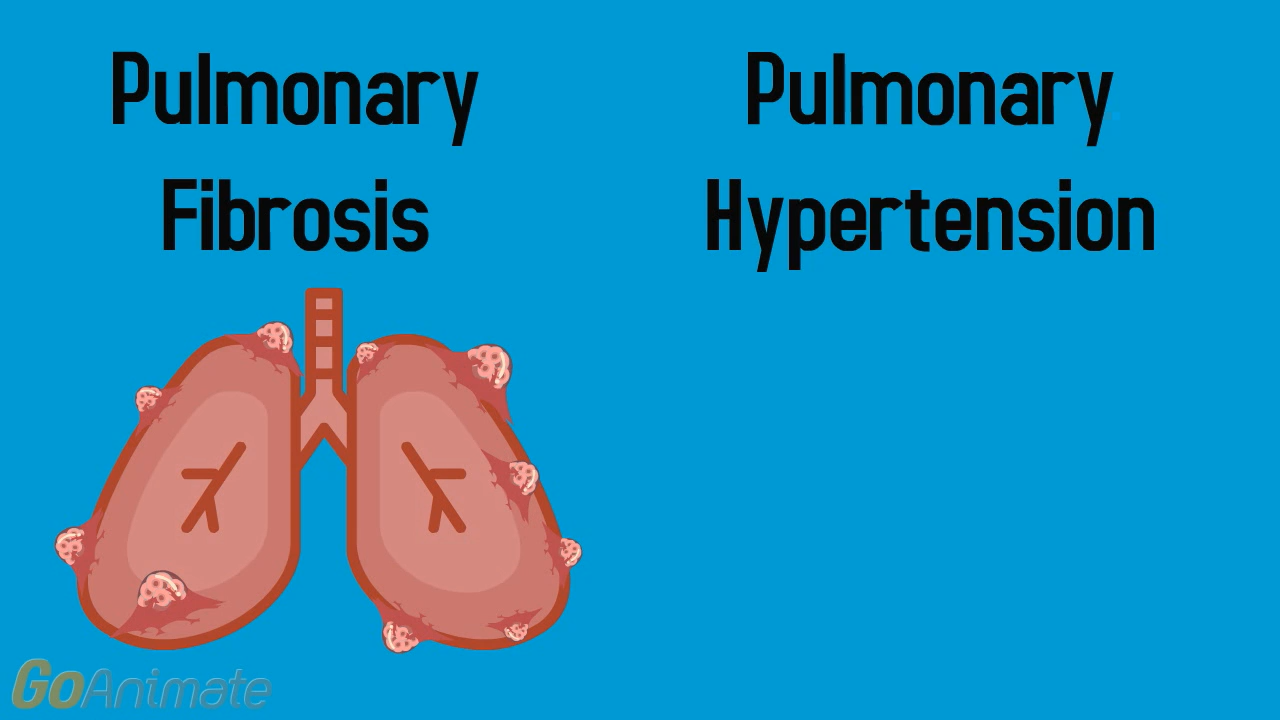 Pulmonary
Fibrosis
Pulmonary
Hypertension
GoAnimate